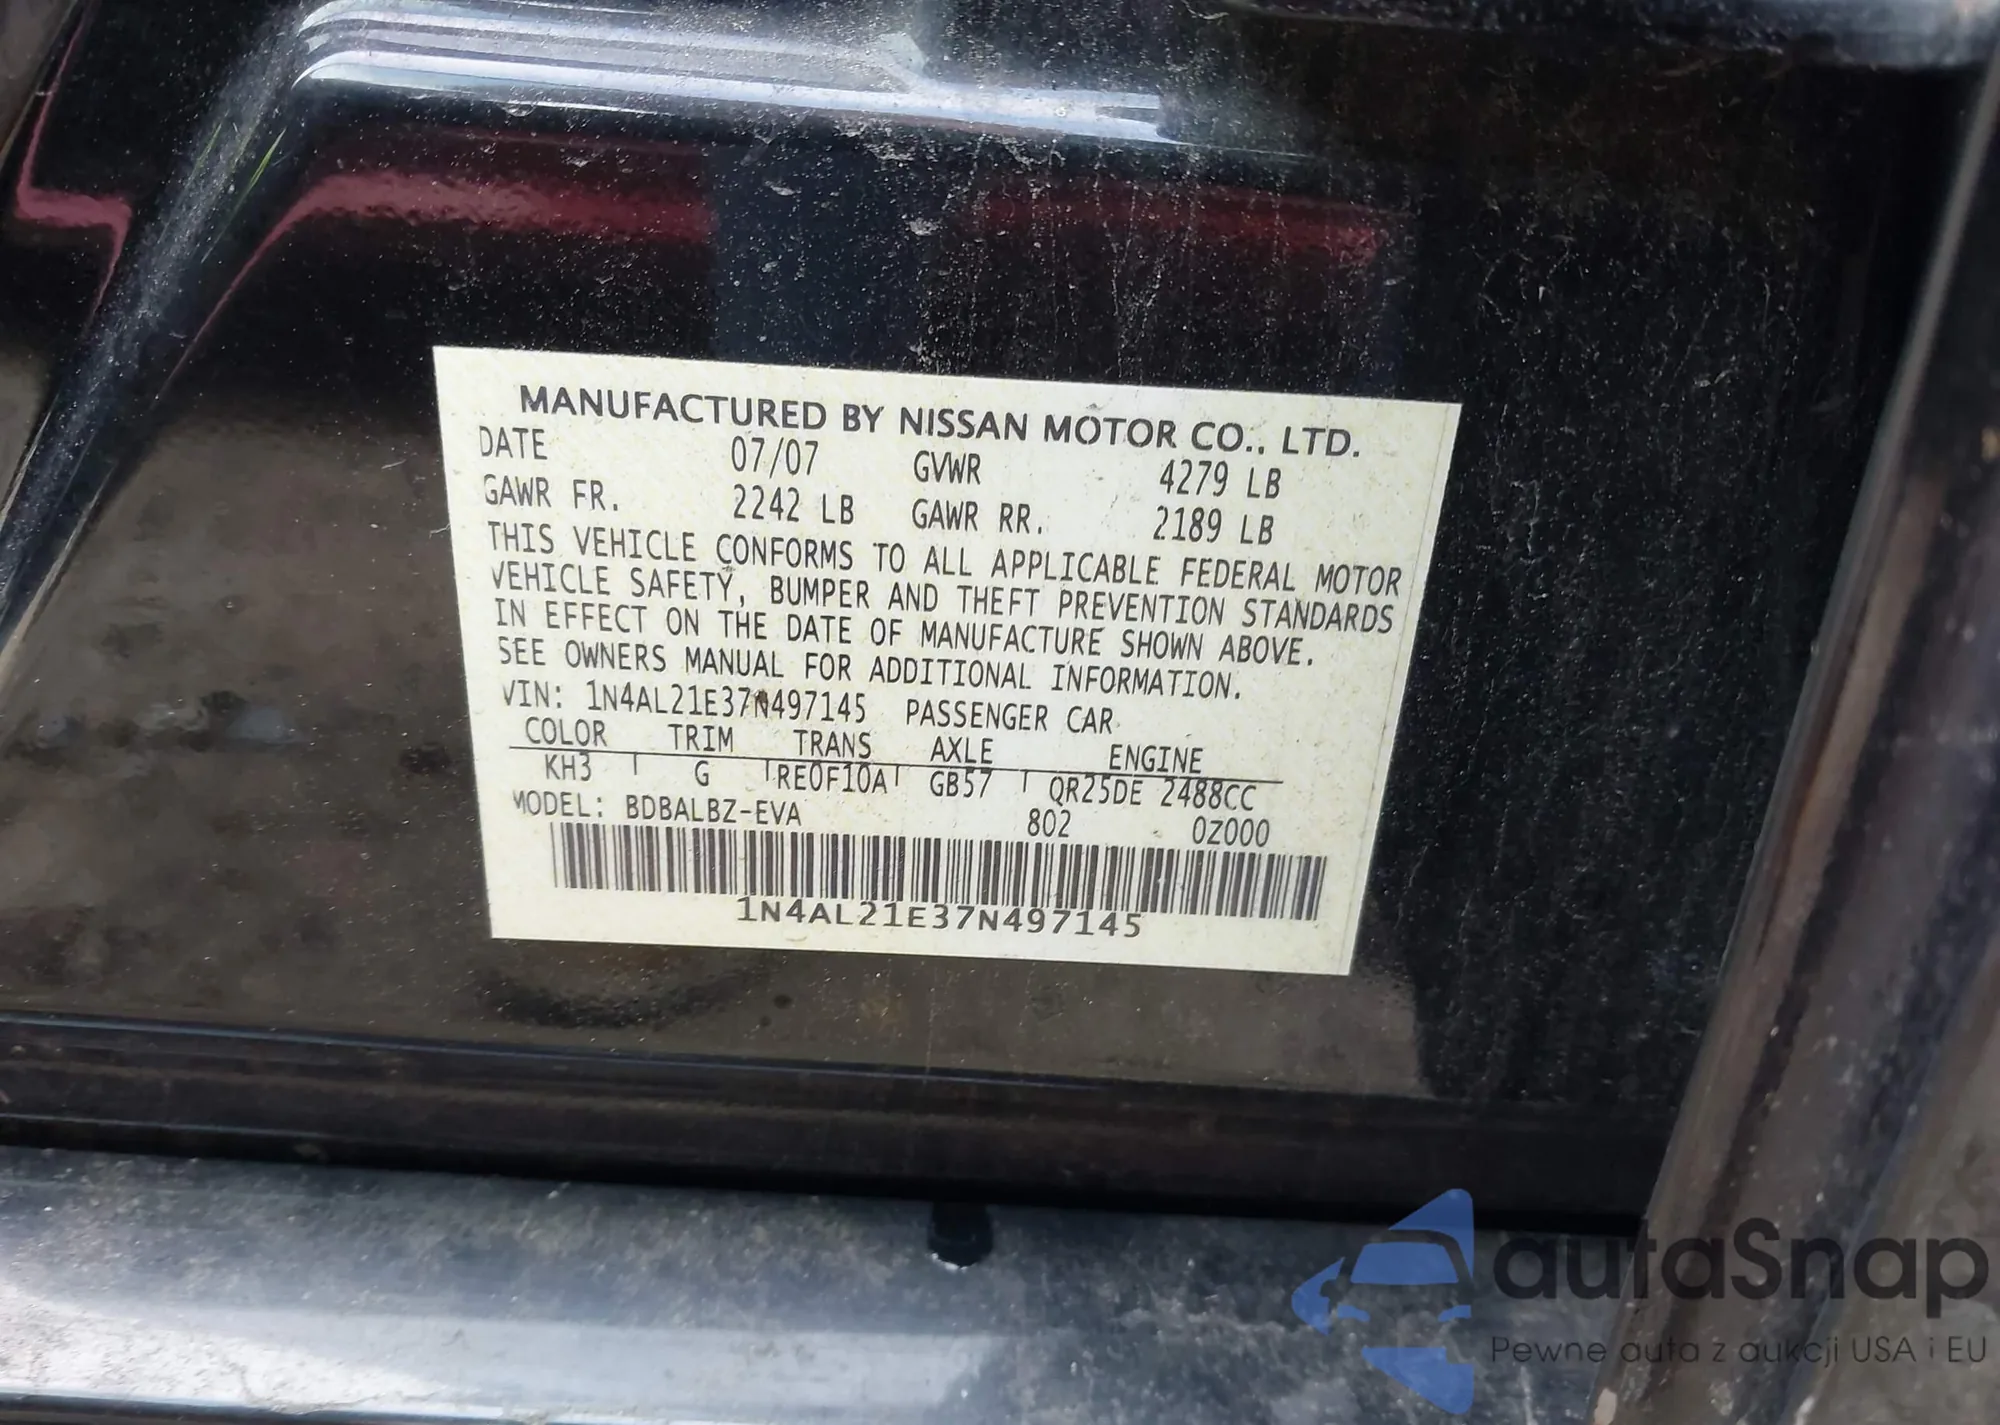 MANUFACTURED BY NISSAN MOTOR CO., LTD.
DATE 07/07 GVWR 4279 LB
GAWR FR. 2242 LB GAWR RR. 2189 LB
THIS VEHICLE CONFORMS TO ALL APPLICABLE FEDERAL MOTOR
VEHICLE SAFETY, BUMPER AND THEFT PREVENTION STANDARDS
IN EFFECT ON THE DATE OF MANUFACTURE SHOWN ABOVE.
SEE OWNERS MANUAL FOR ADDITIONAL INFORMATION.
VIN: 1N4AL21E37N497145 PASSENGER CAR
COLOR TRIM TRANS AXLE ENGINE
KH3 G RE0F10A GB57 QR25DE 2488CC
MODEL: BDBALBZ-EVA 802 0Z000
1N4AL21E37N497145
autaSnap
Pewne auta z aukcji USA i EU